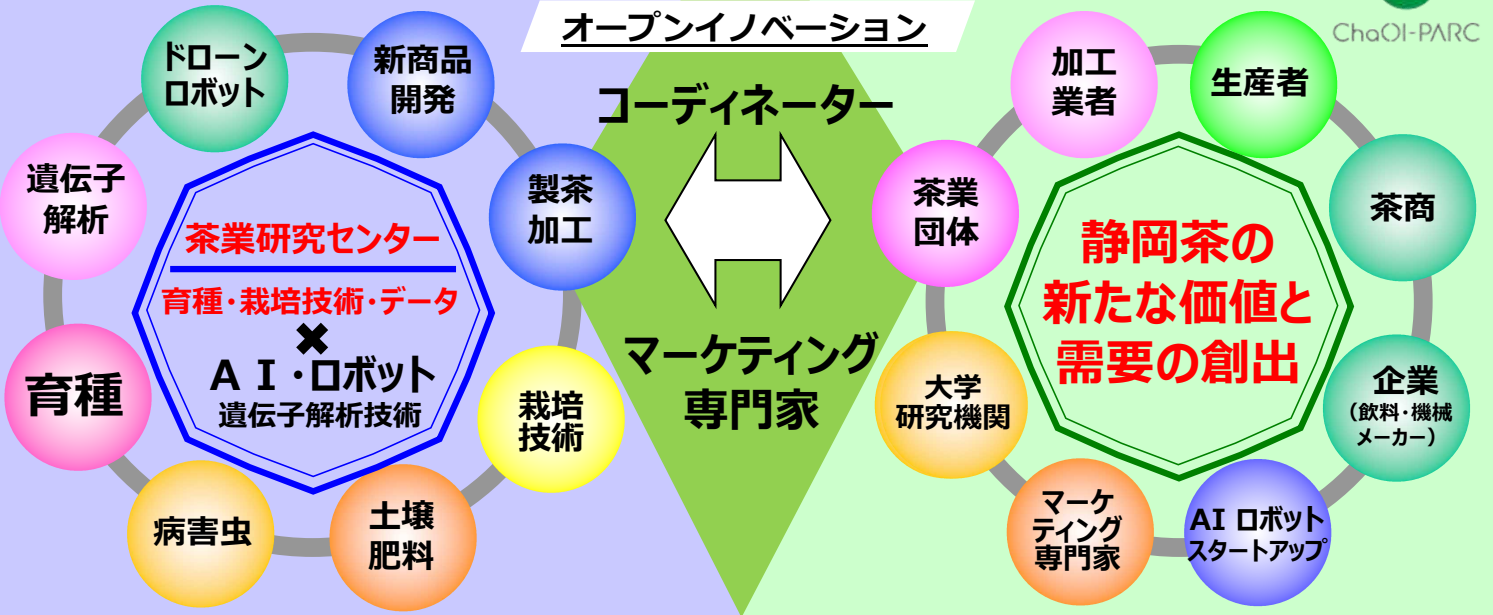 オープンイノベーション
ChaOI-PARC
ドローン
ロボット
新商品
開発
遺伝子
解析
製茶
加工
茶業研究センター
育種・栽培技術・データ
×
ＡＩ・ロボット
遺伝子解析技術
育種
栽培
技術
病害虫
土壌
肥料
コーディネーター
マーケティング
専門家
加工
業者
生産者
茶業
団体
茶商
静岡茶の
新たな価値と
需要の創出
大学
研究機関
企業
（飲料・機械
メーカー）
マーケ
ティング
専門家
AI ロボット
スタートアップ